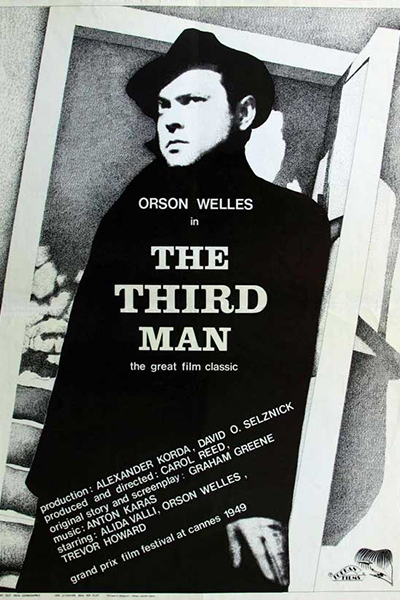 ORSON WELLES
in
THE
THIRD
MAN
the great film classic
production: ALEXANDER KORDA, DAVID O. SELZNICK
produced and directed: CAROL REED,
original story and screenplay: GRAHAM GREENE
music: ANTON KARAS
starring: ALIDA VALLI, ORSON WELLES,
TREVOR HOWARD
grand prix film festival at cannes 1949
FILMS